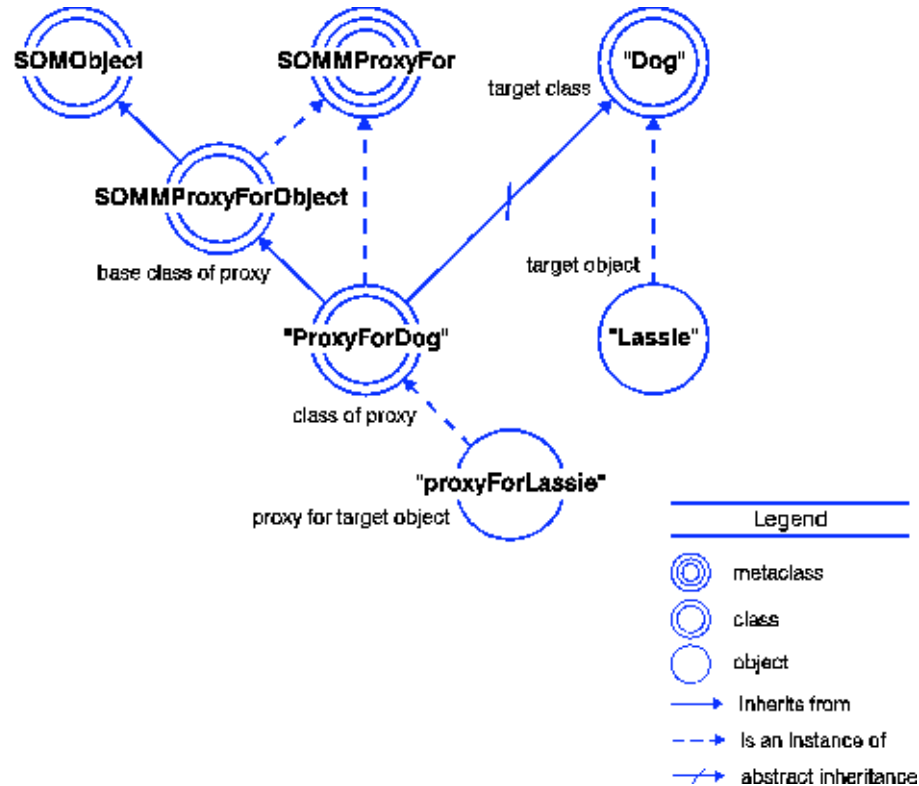 SOMObject
SOMMProxyFor
"Dog"
target class
SOMMProxyForObject
base class of proxy
target object
"ProxyForDog"
"Lassie"
class of proxy
"proxyForLassie"
proxy for target object
Legend
metaclass
class
object
Inherits from
Is an Instance of
abstract inheritance